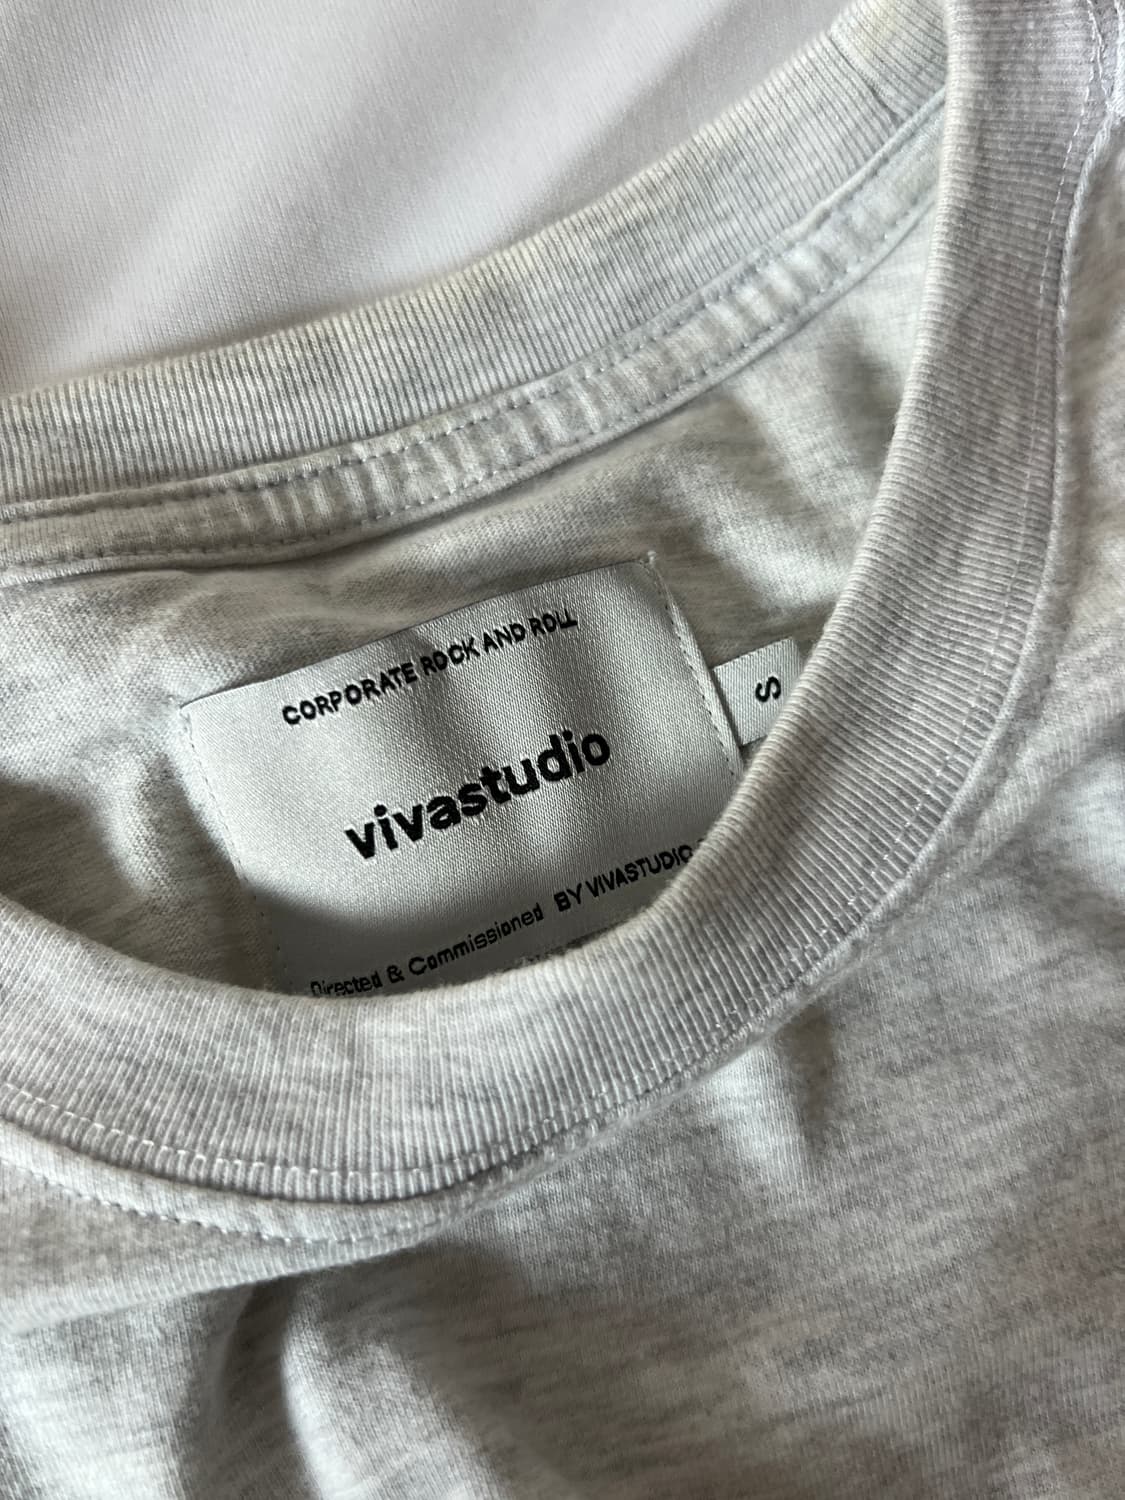 CORPORATE ROCK AND ROLL
vivastudio
S
Directed & Commissioned BY VIVASTUDIO